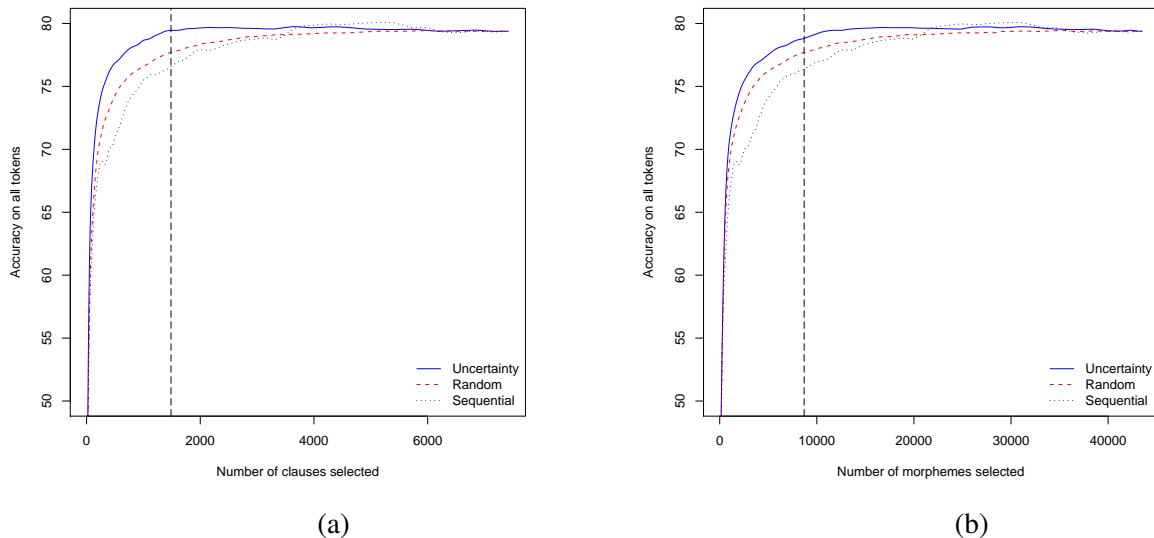 Accuracy on all tokens
80
75
70
65
60
55
50
Uncertainty
Random
Sequential
0 2000 4000 6000
Number of clauses selected
(a)
Accuracy on all tokens
80
75
70
65
60
55
50
Uncertainty
Random
Sequential
0 10000 20000 30000 40000
Number of morphemes selected
(b)